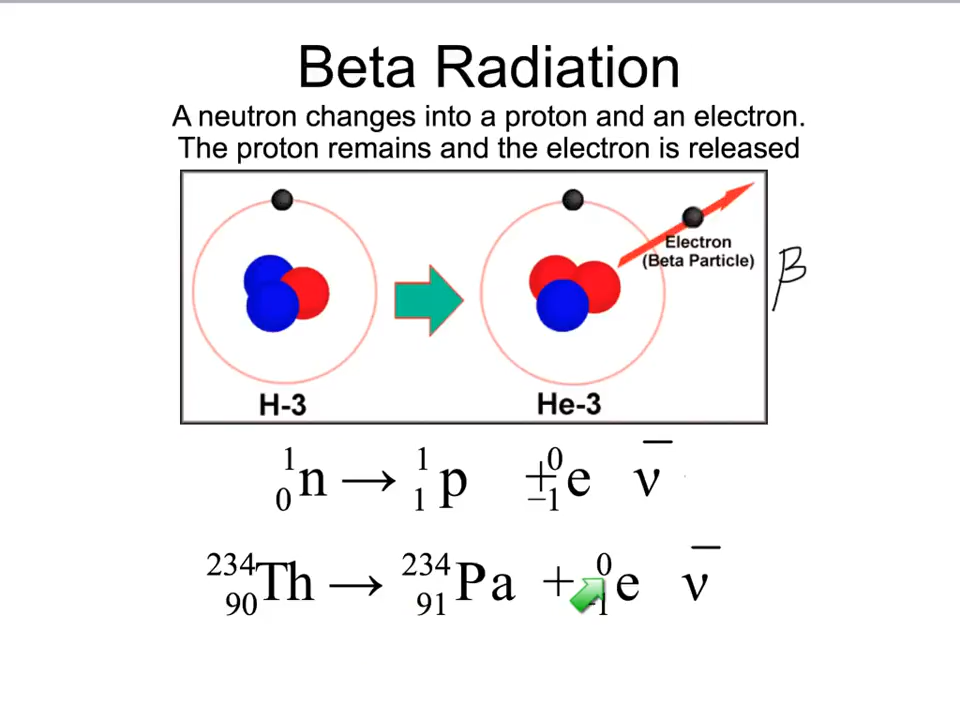 Beta Radiation
A neutron changes into a proton and an electron.
The proton remains and the electron is released
Electron
(Beta Particle)
β
H-3
He-3
¹₀n → ¹₁p + ⁰₋₁e ν̅
²³⁴₉₀Th → ²³⁴₉₁Pa + ⁰₋₁e ν̅